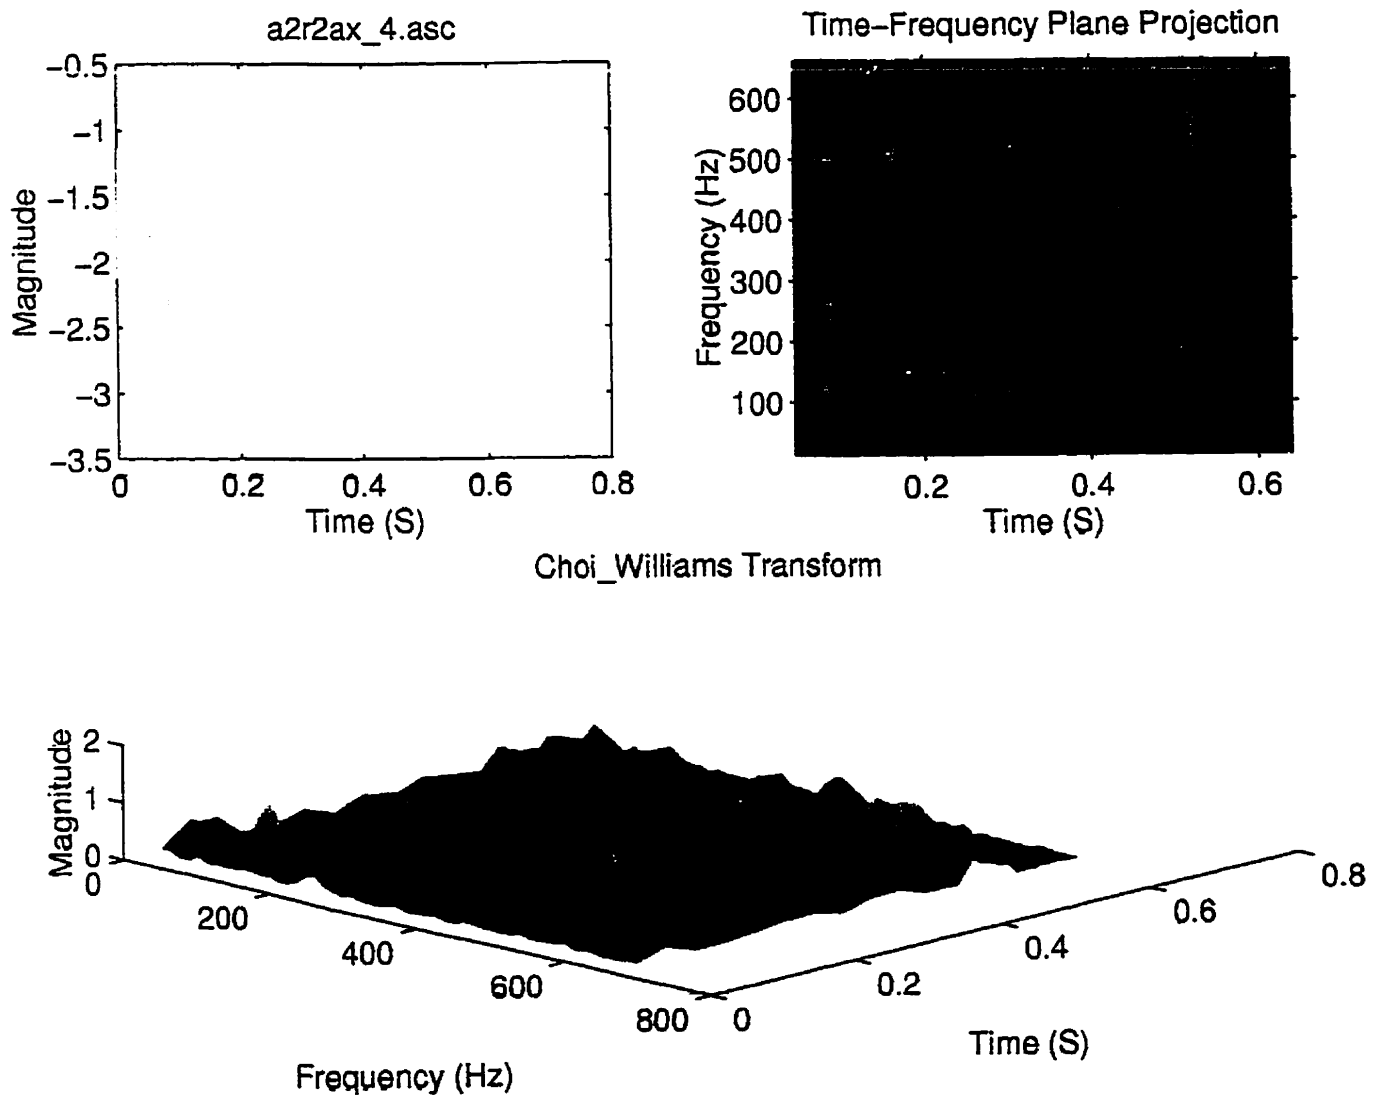 a2r2ax_4.asc
Magnitude
-0.5
-1
-1.5
-2
-2.5
-3
-3.5
0 0.2 0.4 0.6 0.8
Time (S)
Time-Frequency Plane Projection
Frequency (Hz)
600
500
400
300
200
100
0.2 0.4 0.6
Time (S)
Choi_Williams Transform
Magnitude
2
1
0
0 200 400 600 800
Frequency (Hz)
0 0.2 0.4 0.6 0.8
Time (S)